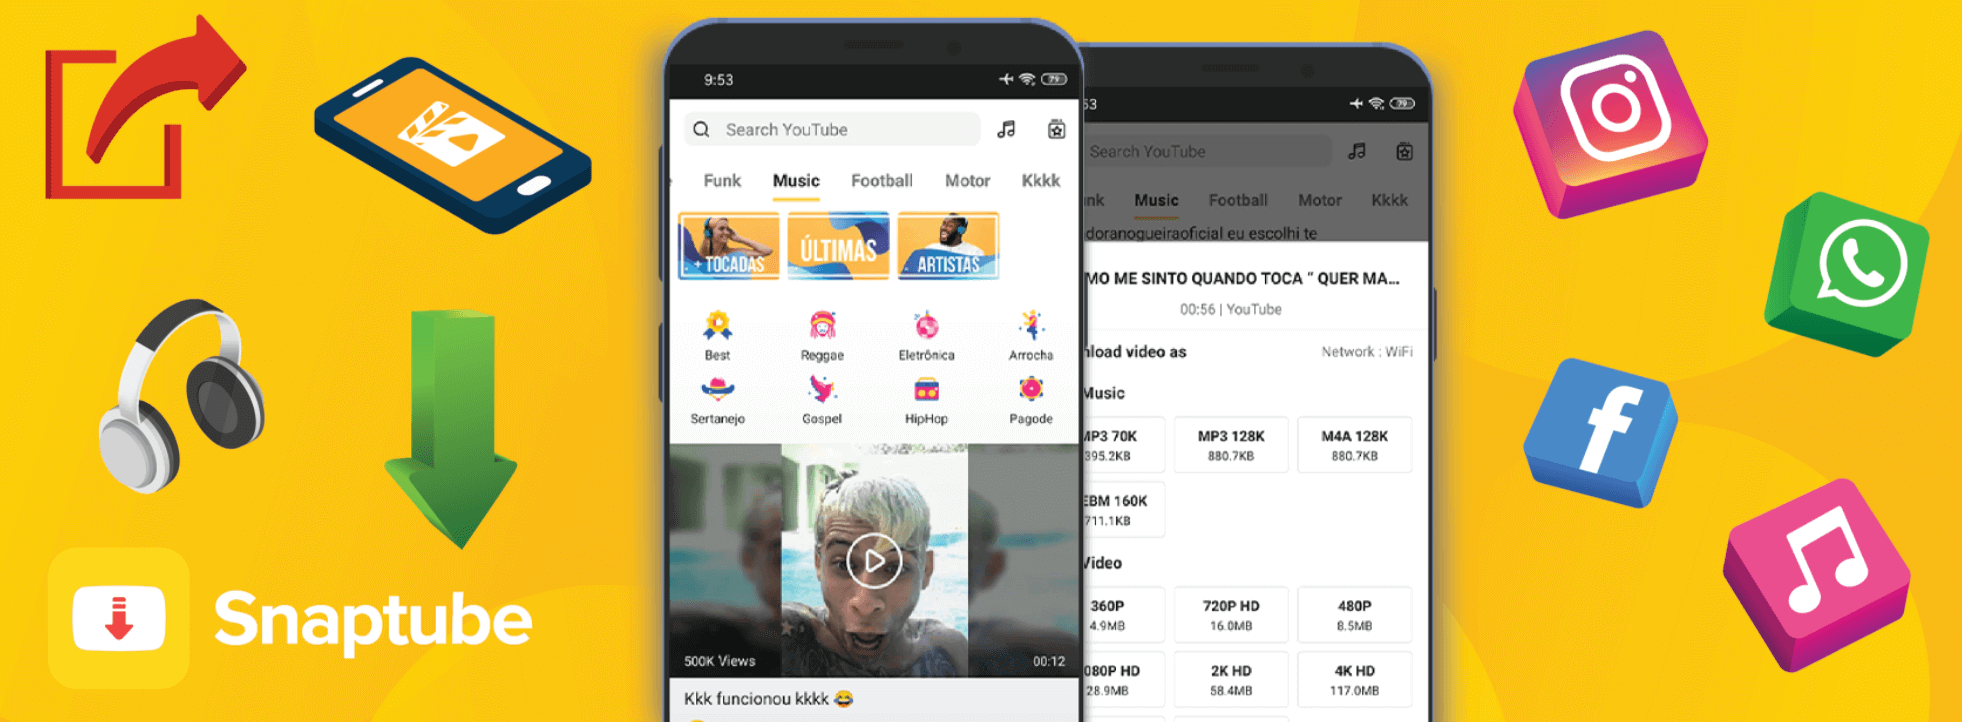 9:53
79
Search YouTube
Funk Music Football Motor Kkkk
+ TOCADAS
ÚLTIMAS
ARTISTAS
Best Reggae Eletrônica Arrocha
Sertanejo Gospel HipHop Pagode
500K Views 00:12
Kkk funcionou kkkk 😂
Snaptube
53
79
Search YouTube
nk Music Football Motor Kkkk
doranogueiraoficial eu escolhi te
MO ME SINTO QUANDO TOCA “ QUER MA...
00:56 | YouTube
nload video as Network : WiFi
Music
MP3 70K MP3 128K M4A 128K
395.2KB 880.7KB 880.7KB
EBM 160K
711.1KB
Video
360P 720P HD 480P
4.9MB 16.0MB 8.5MB
080P HD 2K HD 4K HD
28.9MB 58.4MB 117.0MB